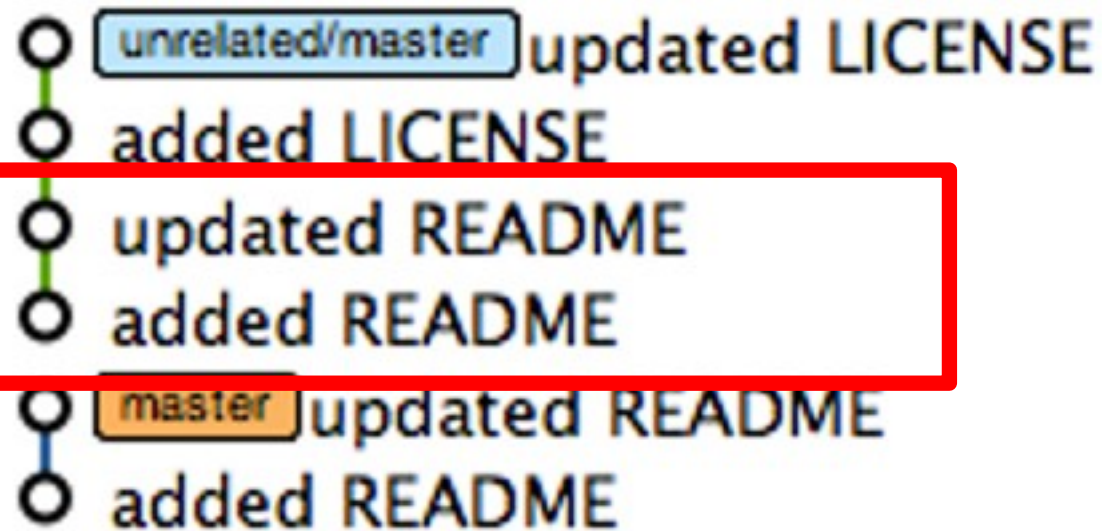 unrelated/master updated LICENSE
added LICENSE
updated README
added README
master updated README
added README